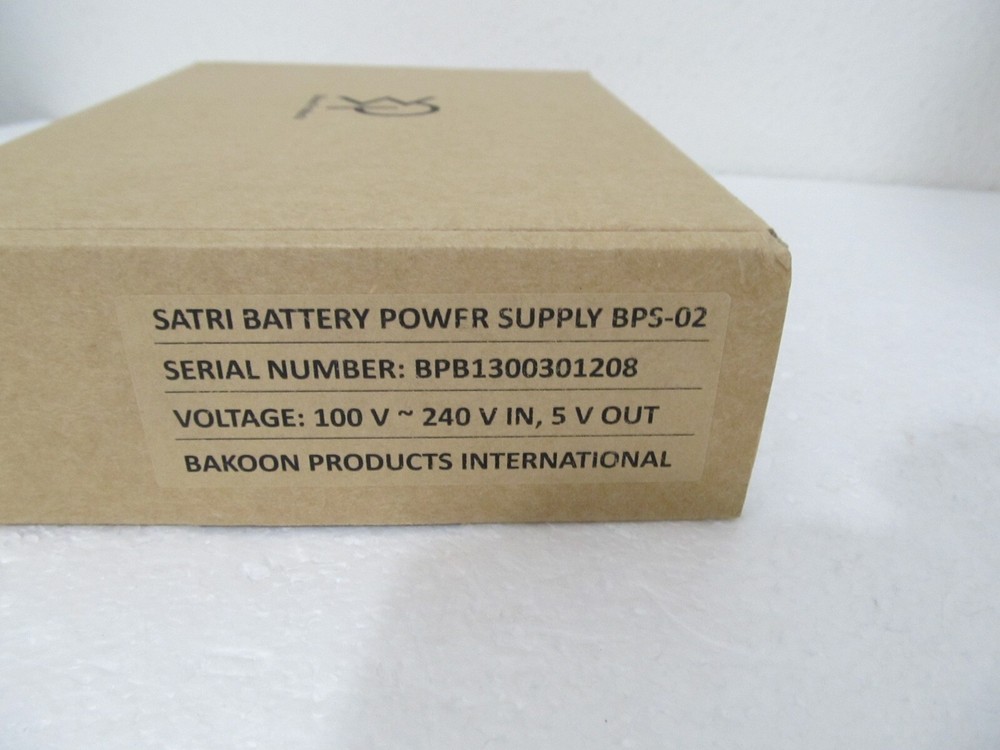 SATRI BATTERY POWER SUPPLY BPS-02
SERIAL NUMBER: BPB1300301208
VOLTAGE: 100 V ~ 240 V IN, 5 V OUT
BAKOON PRODUCTS INTERNATIONAL